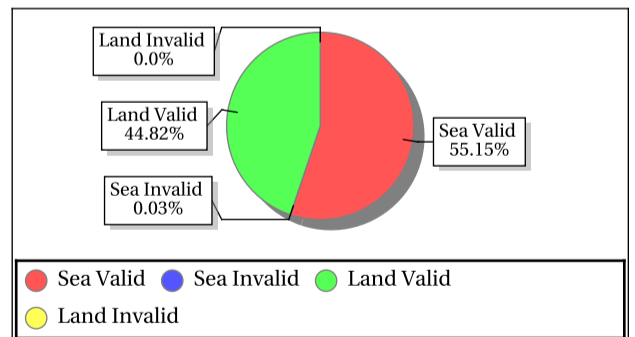 Land Invalid
0.0%
Land Valid
44.82%
Sea Valid
55.15%
Sea Invalid
0.03%
Sea Valid Sea Invalid Land Valid
Land Invalid